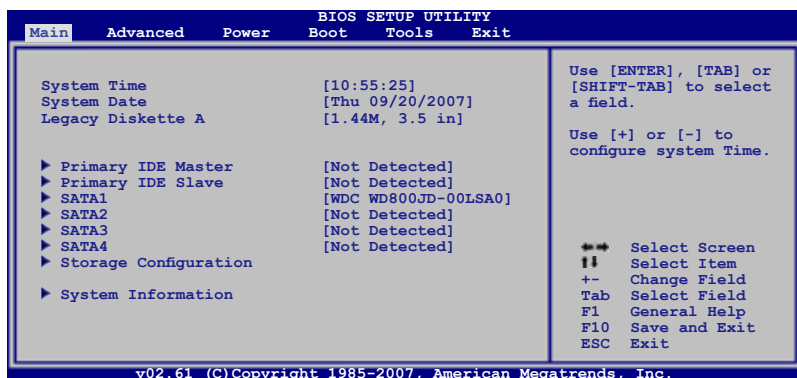 BIOS SETUP UTILITY
Main Advanced Power Boot Tools Exit
System Time [10:55:25]
System Date [Thu 09/20/2007]
Legacy Diskette A [1.44M, 3.5 in]
Primary IDE Master [Not Detected]
Primary IDE Slave [Not Detected]
SATA1 [WDC WD800JD-00LSA0]
SATA2 [Not Detected]
SATA3 [Not Detected]
SATA4 [Not Detected]
Storage Configuration
System Information
Use [ENTER], [TAB] or
[SHIFT-TAB] to select
a field.
Use [+] or [-] to
configure system Time.
Select Screen
Select Item
+- Change Field
Tab Select Field
F1 General Help
F10 Save and Exit
ESC Exit
v02.61 (C)Copyright 1985-2007, American Megatrends, Inc.